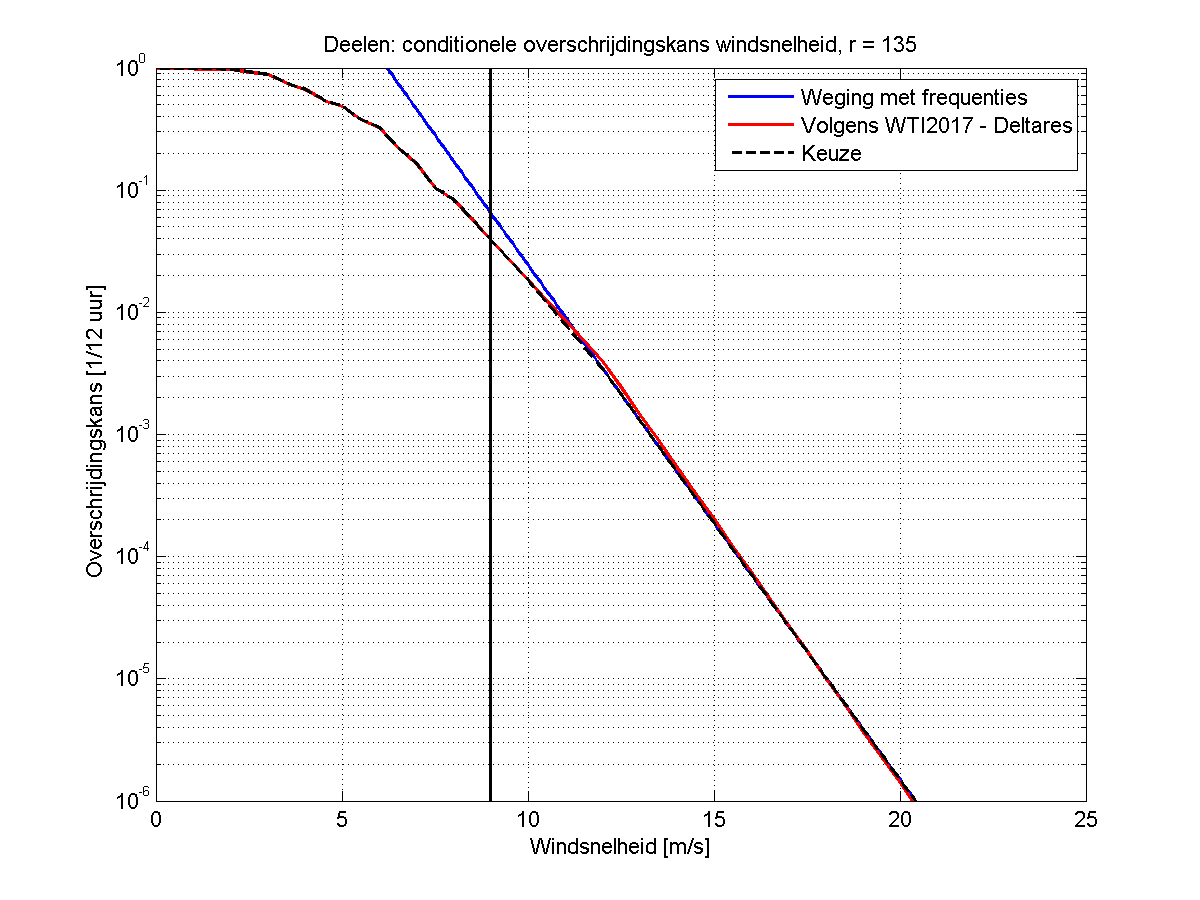 Deelen: conditionele overschrijdingskans windsnelheid, r = 135
Weging met frequenties
Volgens WTI2017 - Deltares
Keuze
Overschrijdingskans [1/12 uur]
10^0
10^-1
10^-2
10^-3
10^-4
10^-5
10^-6
0 5 10 15 20 25
Windsnelheid [m/s]